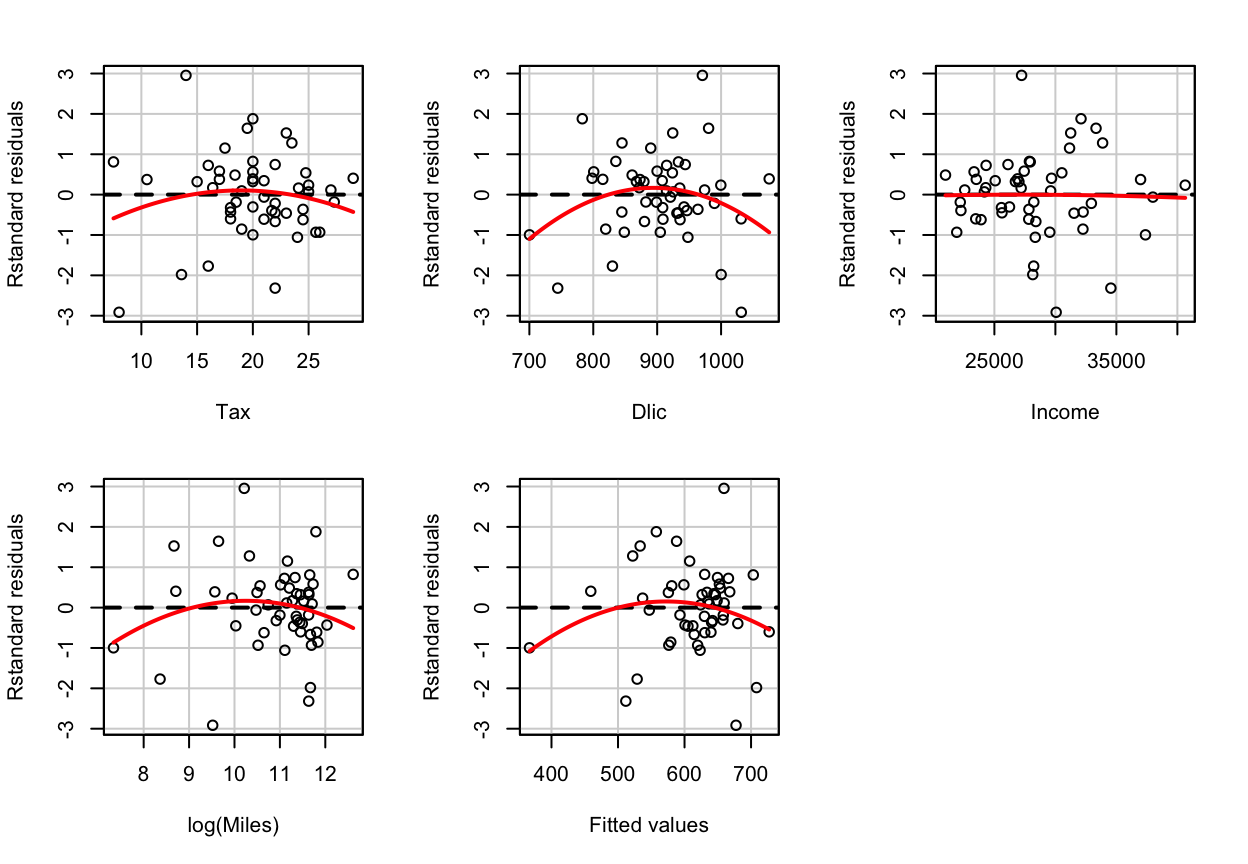 Rstandard residuals
3
2
1
0
-1
-2
-3
10 15 20 25
Tax
Rstandard residuals
3
2
1
0
-1
-2
-3
700 800 900 1000
Dlic
Rstandard residuals
3
2
1
0
-1
-2
-3
25000 35000
Income
Rstandard residuals
3
2
1
0
-1
-2
-3
8 9 10 11 12
log(Miles)
Rstandard residuals
3
2
1
0
-1
-2
-3
400 500 600 700
Fitted values